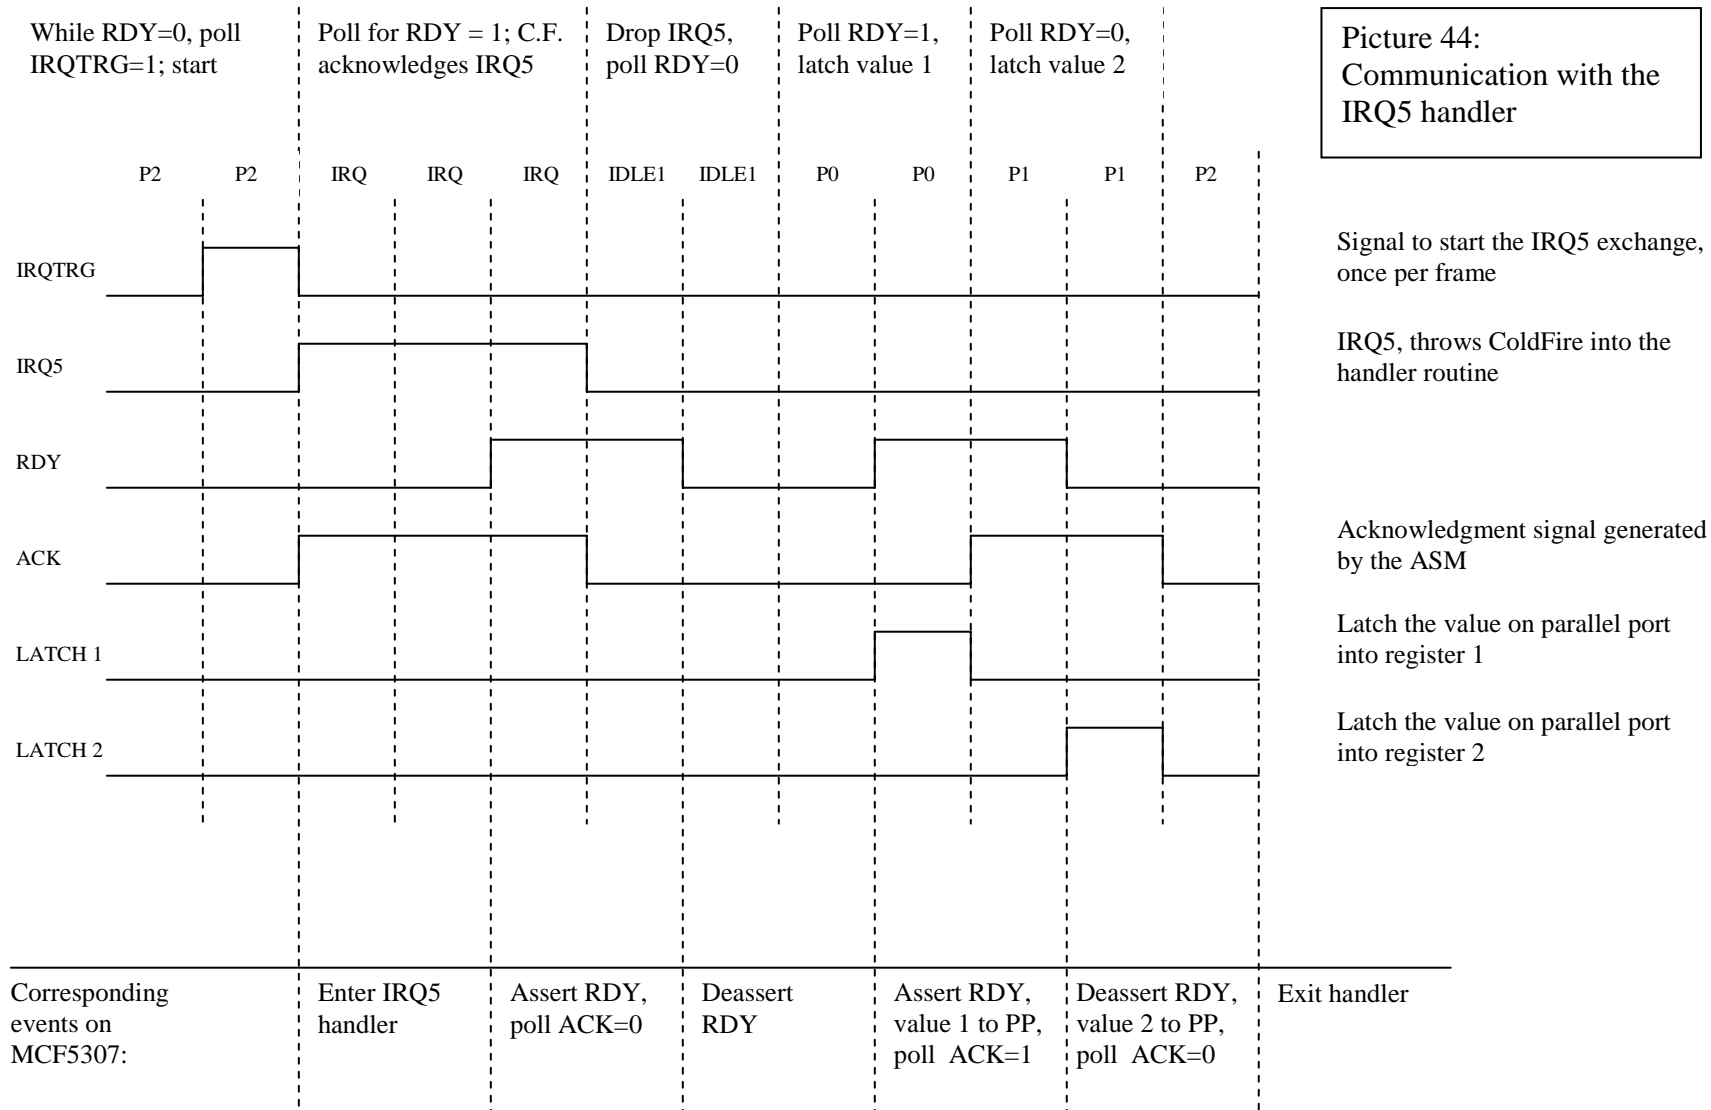 While RDY=0, poll
IRQTRG=1; start
Poll for RDY = 1; C.F.
acknowledges IRQ5
Drop IRQ5,
poll RDY=0
Poll RDY=1,
latch value 1
Poll RDY=0,
latch value 2
Picture 44:
Communication with the
IRQ5 handler
P2 P2 IRQ IRQ IRQ IDLE1 IDLE1 P0 P0 P1 P1 P2
IRQTRG
Signal to start the IRQ5 exchange,
once per frame
IRQ5
IRQ5, throws ColdFire into the
handler routine
RDY
ACK
Acknowledgment signal generated
by the ASM
LATCH 1
Latch the value on parallel port
into register 1
LATCH 2
Latch the value on parallel port
into register 2
Corresponding
events on
MCF5307:
Enter IRQ5
handler
Assert RDY,
poll ACK=0
Deassert
RDY
Assert RDY,
value 1 to PP,
poll ACK=1
Deassert RDY,
value 2 to PP,
poll ACK=0
Exit handler